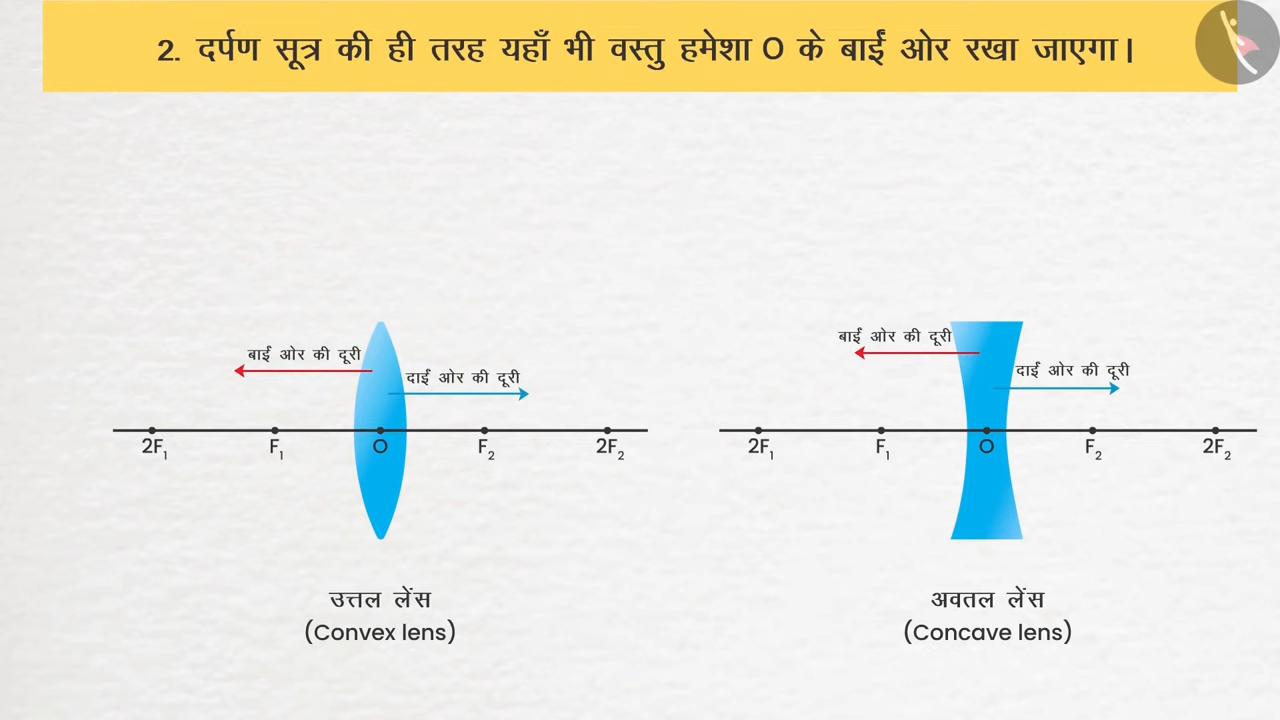 2. दर्पण सूत्र की ही तरह यहाँ भी वस्तु हमेशा O के बाईं ओर रखा जाएगा।
बाईं ओर की दूरी
दाईं ओर की दूरी
2F₁ F₁ O F₂ 2F₂
उत्तल लेंस
(Convex lens)
बाईं ओर की दूरी
दाईं ओर की दूरी
2F₁ F₁ O F₂ 2F₂
अवतल लेंस
(Concave lens)